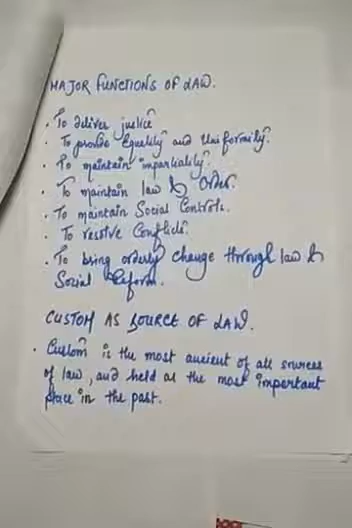 MAJOR FUNCTIONS OF LAW.
. To deliver justice
. To provide Equality and Uniformity.
. To maintain impartiality.
. To maintain law & Order.
. To maintain Social Control.
. To resolve Conflicts.
. To bring orderly change through law &
Social Reform.
CUSTOM AS SOURCE OF LAW.
. Custom is the most ancient of all sources
of law, and held as the most important
place in the past.